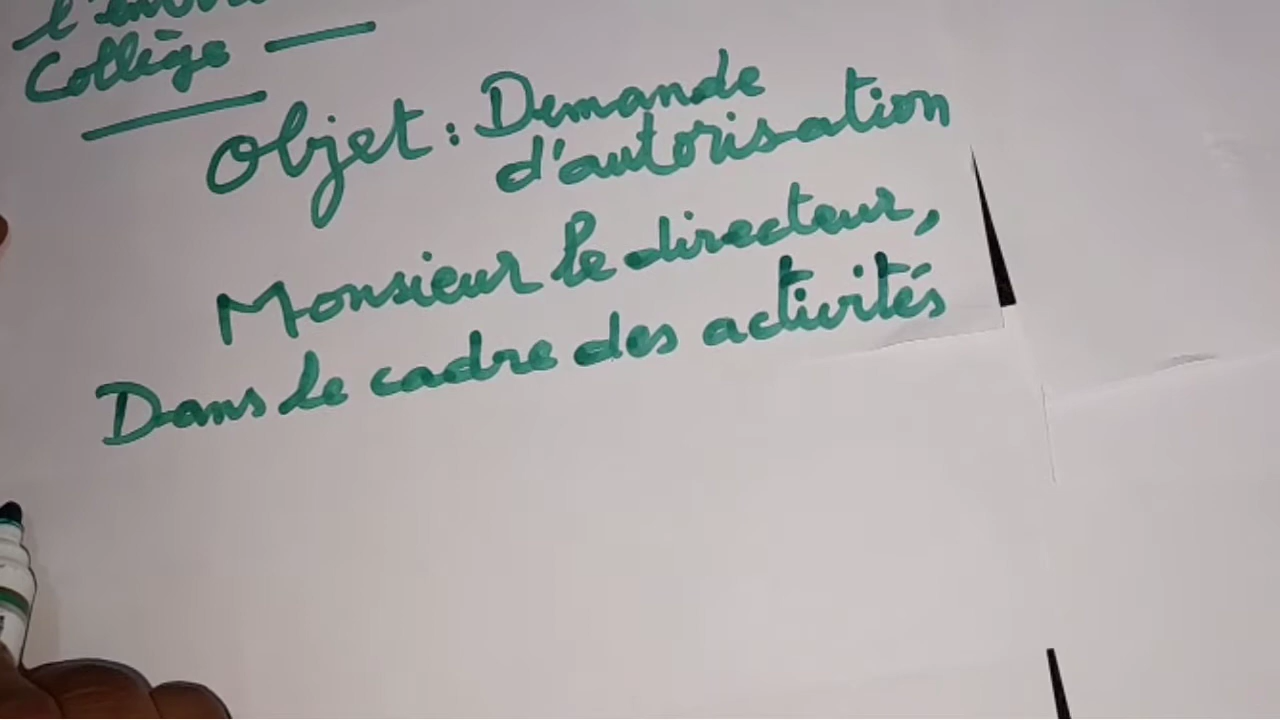 Collège
Objet : Demande
d'autorisation
Monsieur le directeur,
Dans le cadre des activités